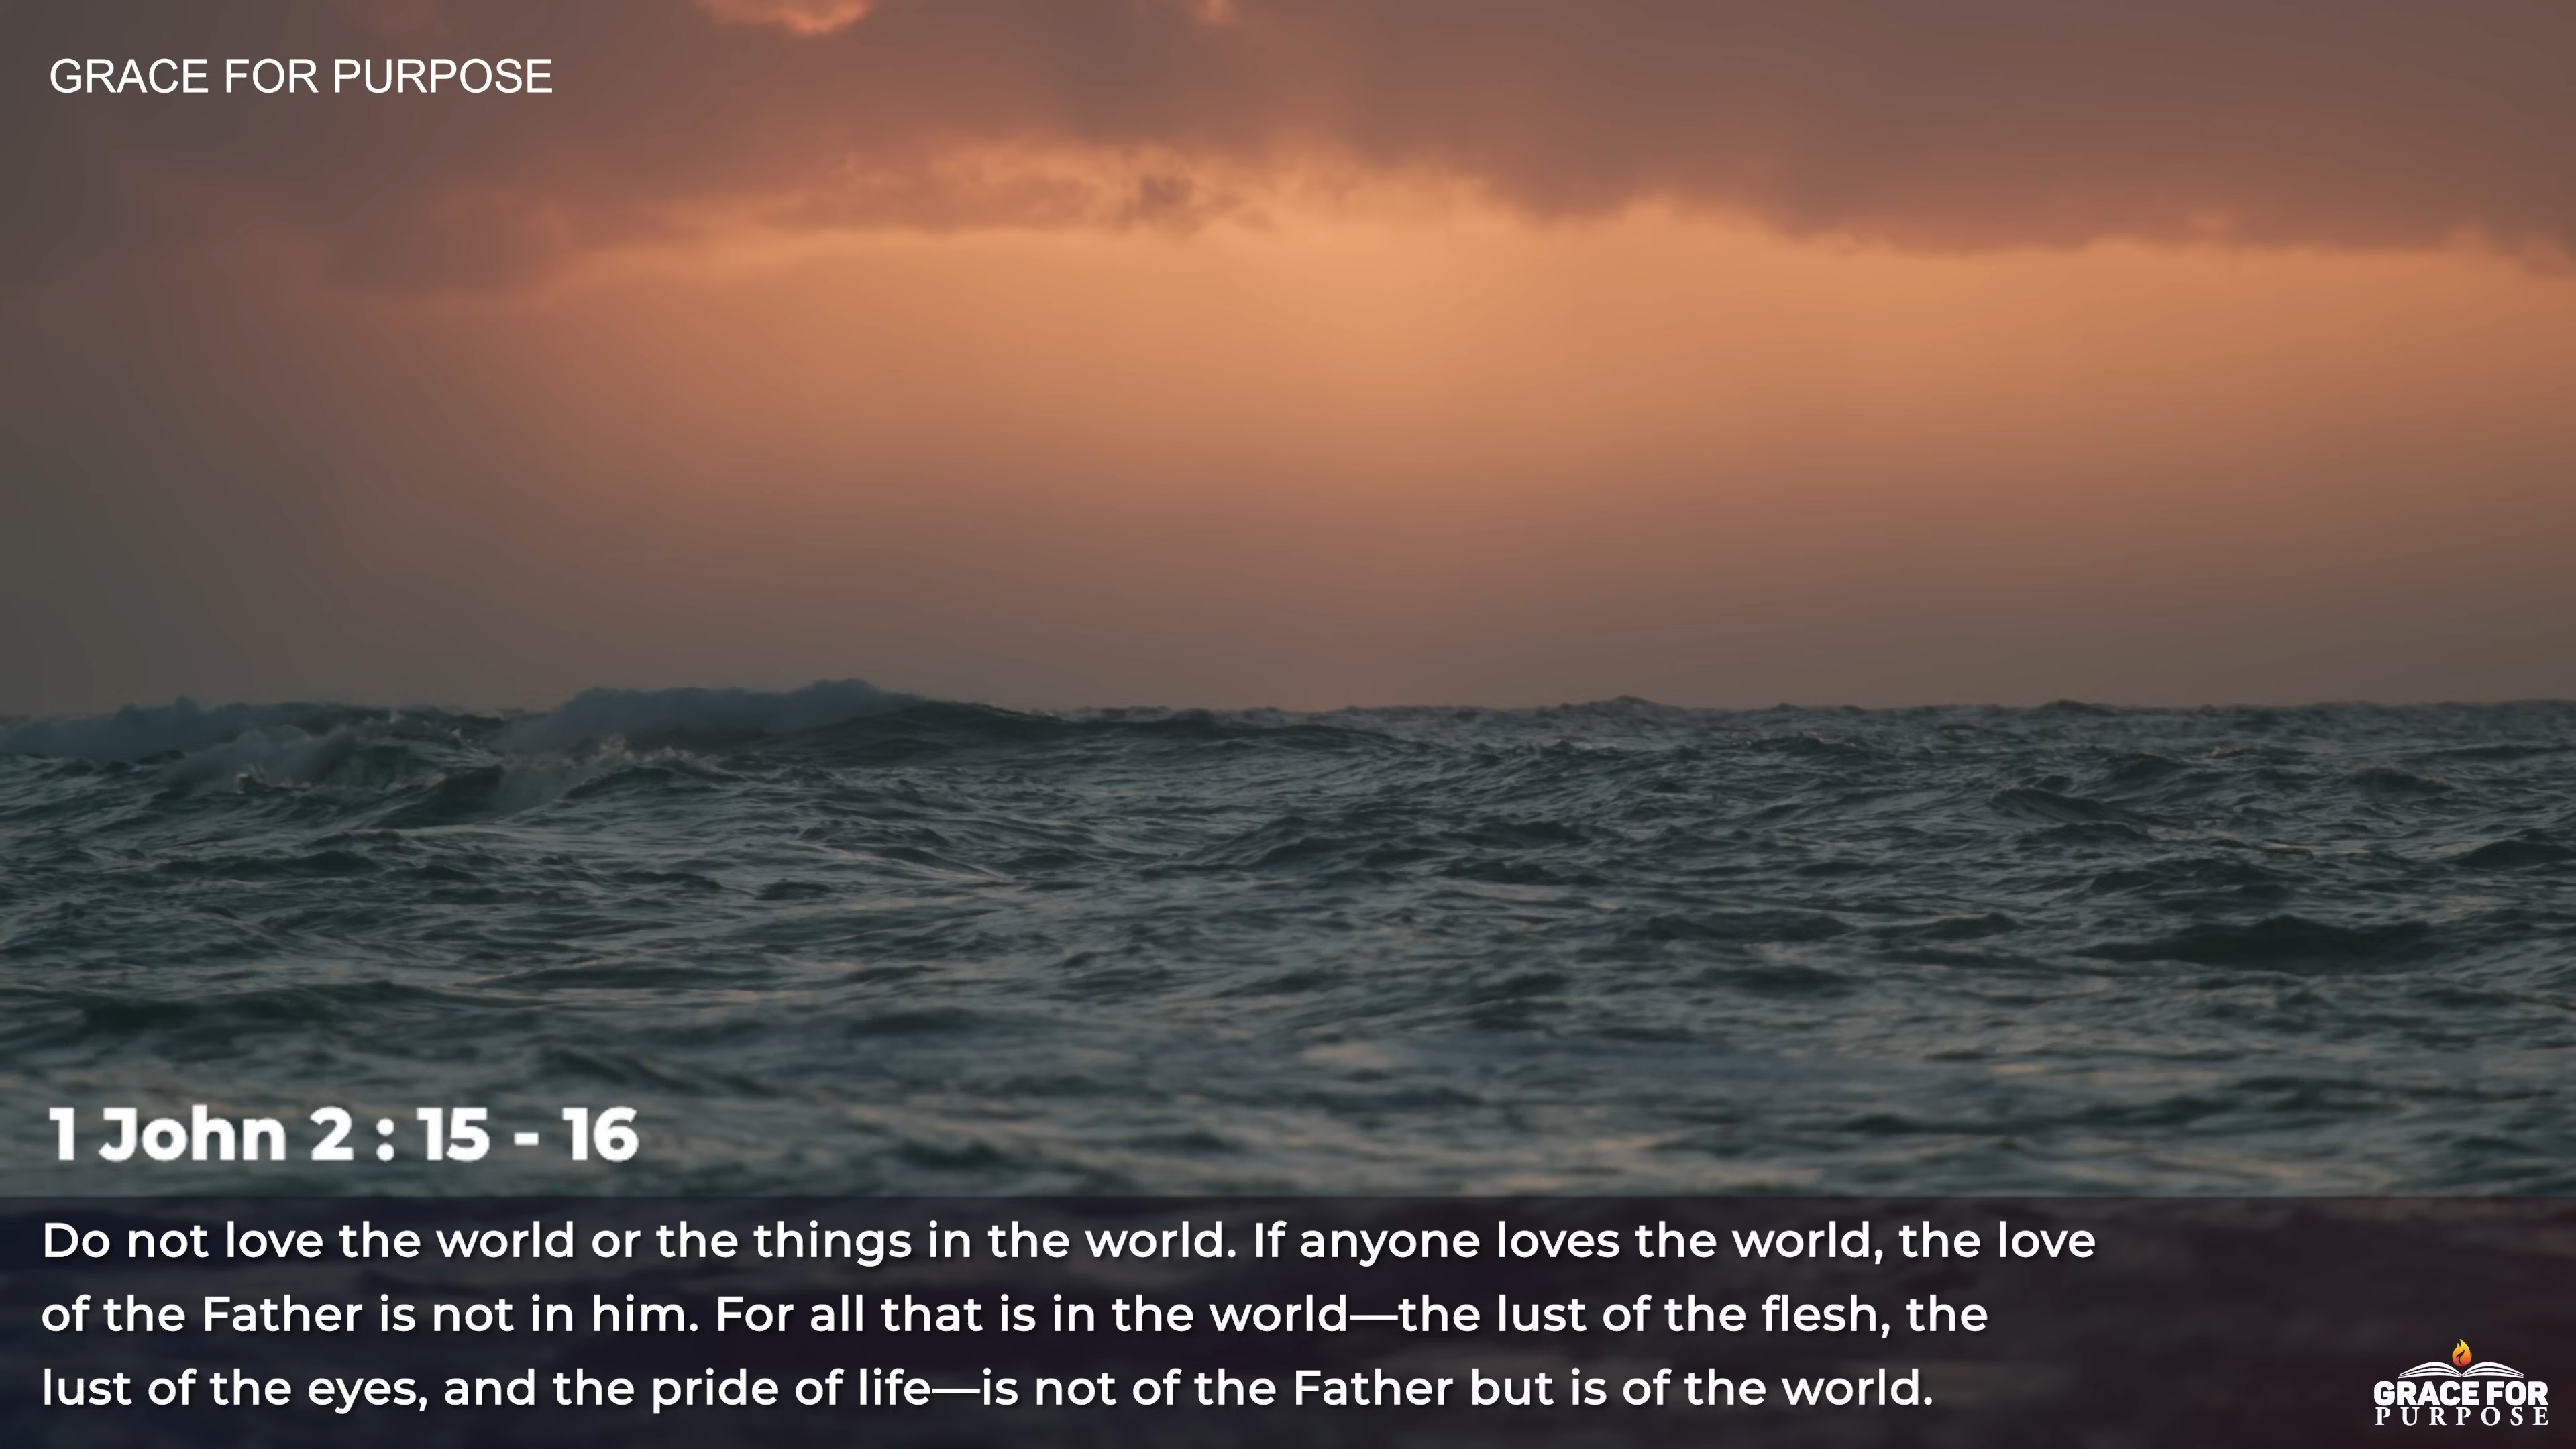 GRACE FOR PURPOSE
1 John 2 : 15 - 16
Do not love the world or the things in the world. If anyone loves the world, the love
of the Father is not in him. For all that is in the world—the lust of the flesh, the
lust of the eyes, and the pride of life—is not of the Father but is of the world.
GRACE FOR
PURPOSE